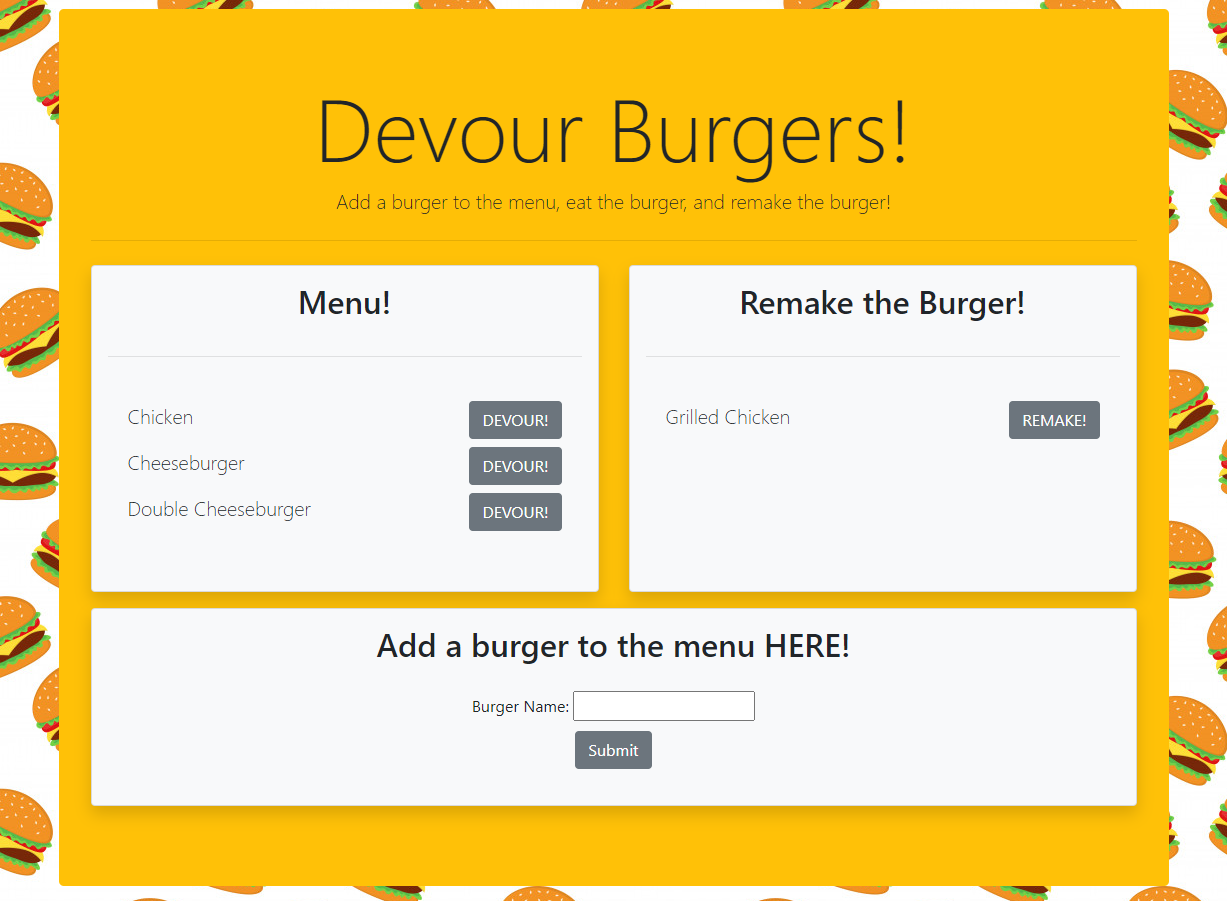 Devour Burgers!
Add a burger to the menu, eat the burger, and remake the burger!
Menu!
Chicken DEVOUR!
Cheeseburger DEVOUR!
Double Cheeseburger DEVOUR!
Remake the Burger!
Grilled Chicken REMAKE!
Add a burger to the menu HERE!
Burger Name:
Submit